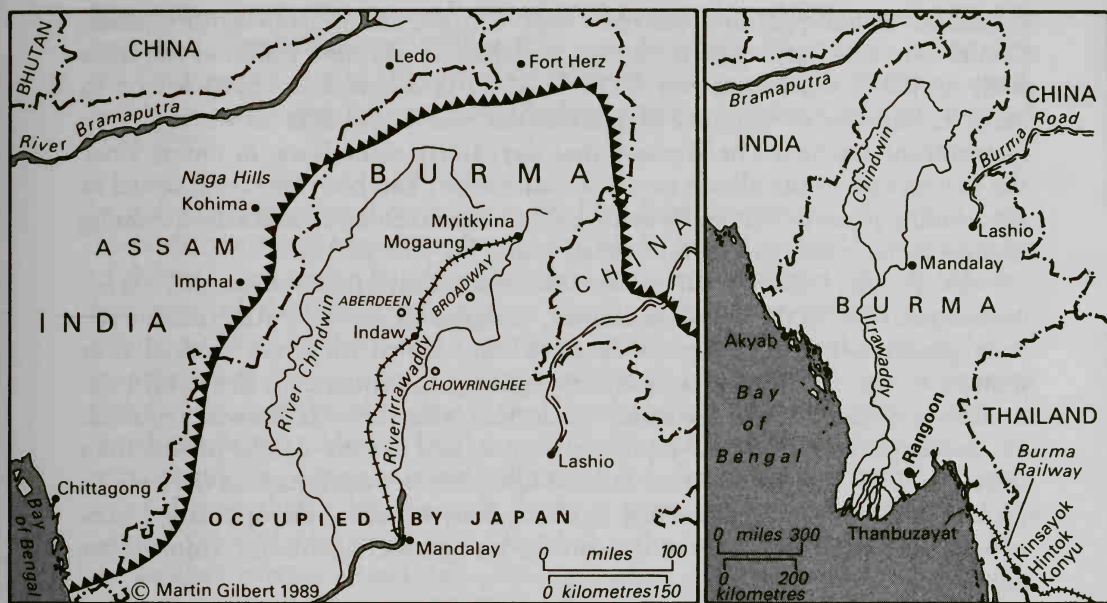 BHUTAN
CHINA
River Bramaputra
Ledo
Fort Herz
Naga Hills
Kohima
BURMA
Myitkyina
Mogaung
ASSAM
Imphal
BROADWAY
ABERDEEN
Indaw
CHINA
INDIA
River Chindwin
River Irrawaddy
CHOWRINGHEE
Lashio
Chittagong
Bay of Bengal
OCCUPIED BY JAPAN
Mandalay
0 miles 100
0 kilometres 150
© Martin Gilbert 1989
Bramaputra
CHINA
INDIA
Burma Road
Chindwin
Lashio
Mandalay
BURMA
Akyab
Irrawaddy
Bay
of
Bengal
Rangoon
THAILAND
Burma
Railway
Thanbuzayat
Kinsayok
Hintok
Konyu
0 miles 300
0 200
kilometres